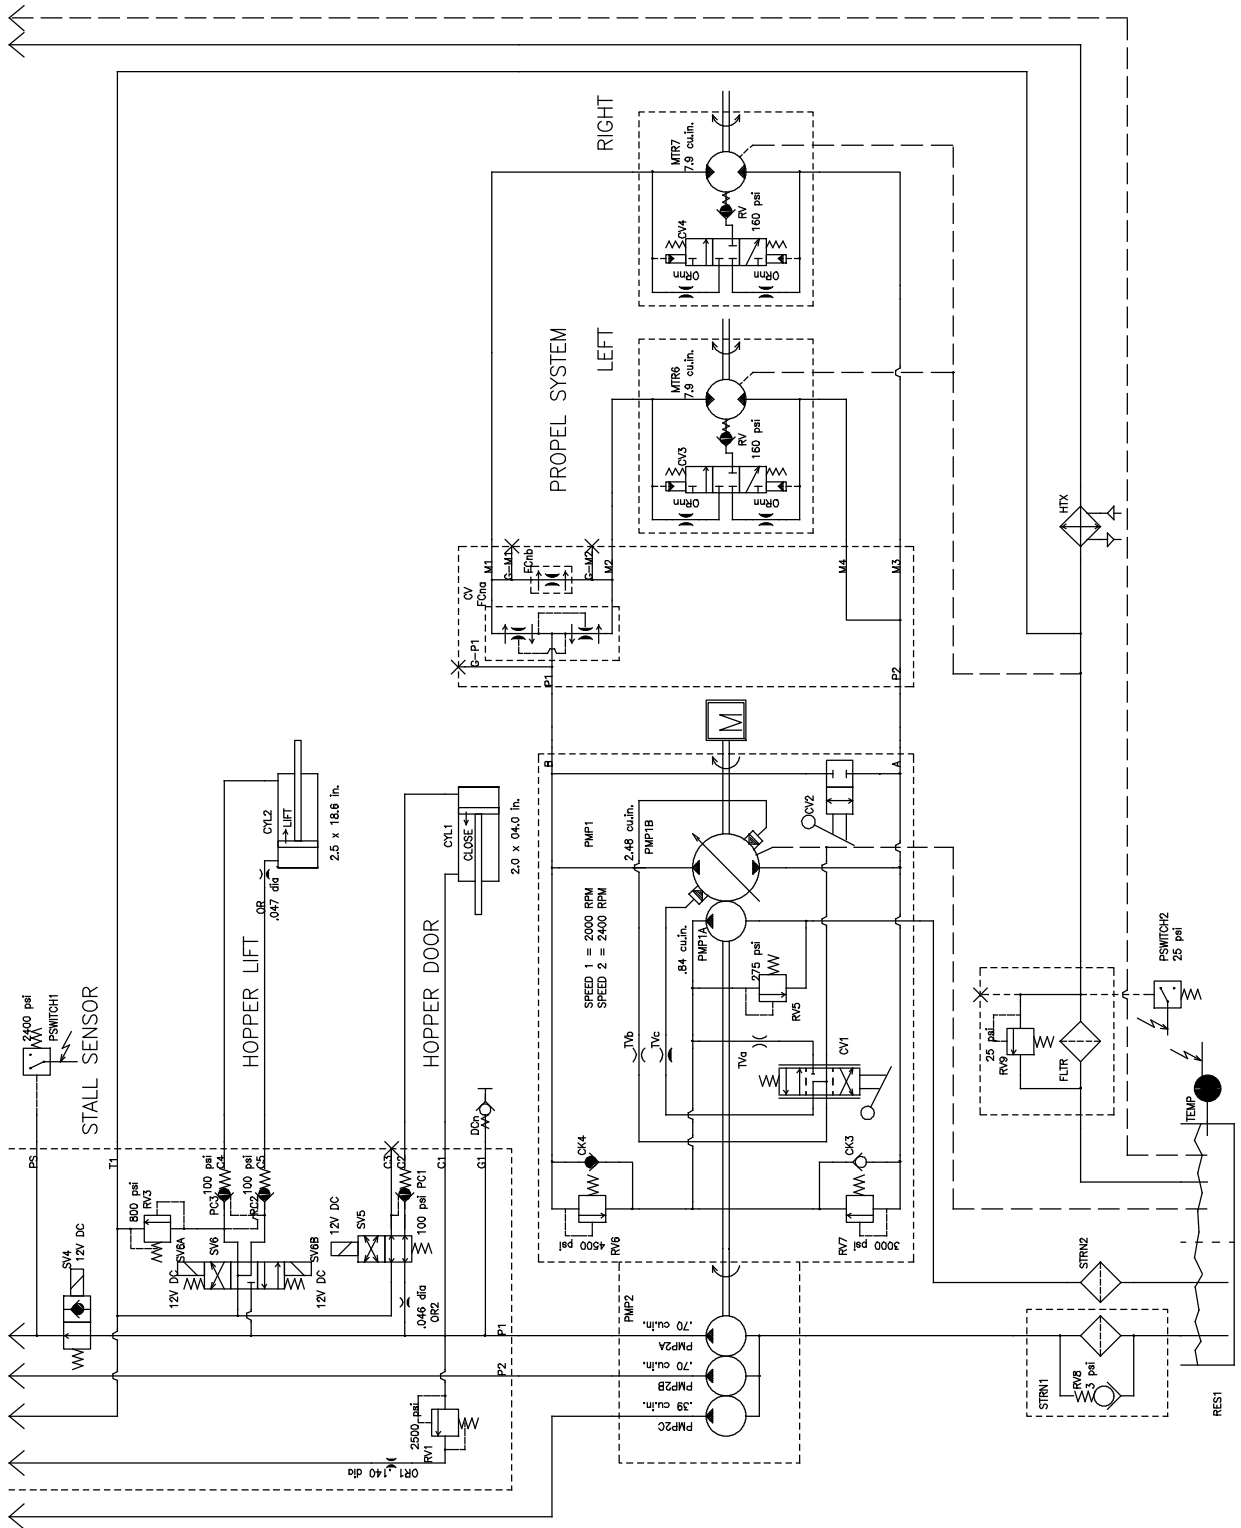 RIGHT
MTR7
7.9 cu.in.
CV4
ORnn
ORnn
RV
160 psi
PROPEL SYSTEM
LEFT
MTR6
7.9 cu.in.
CV3
ORnn
ORnn
RV
160 psi
HTX
M1
G-M1
FCnb
G-M2
M2
M4
M3
CV
FCna
G-P1
P1
P2
M
B
A
CV2
PMP1
2.48 cu.in.
PMP1B
SPEED 1 = 2000 RPM
SPEED 2 = 2400 RPM
.84 cu.in.
PMP1A
275 psi
RV5
TVb
TVc
TVa
CV1
CK4
CK3
4500 psi
RV6
RV7
3000 psi
CYL2
LIFT
2.5 x 18.6 in.
OR
.047 dia
CYL1
CLOSE
2.0 x 04.0 in.
HOPPER LIFT
HOPPER DOOR
STALL SENSOR
2400 psi
PSWITCH1
DCn
PS
T1
C4
C5
C3
C2
C1
G1
100 psi
PC3
100 psi
PC2
100 psi PC1
800 psi
RV3
SV4
12V DC
SV6A
SV6
SV6B
12V DC
12V DC
12V DC
SV5
.046 dia
OR2
P1
P2
2500 psi
RV1
OR1 .140 dia
PMP2
.70 cu.in.
PMP2A
.70 cu.in.
PMP2B
.39 cu.in.
PMP2C
25 psi
RV9
FLTR
PSWITCH2
25 psi
TEMP
STRN2
STRN1
RV8
3 psi
RES1